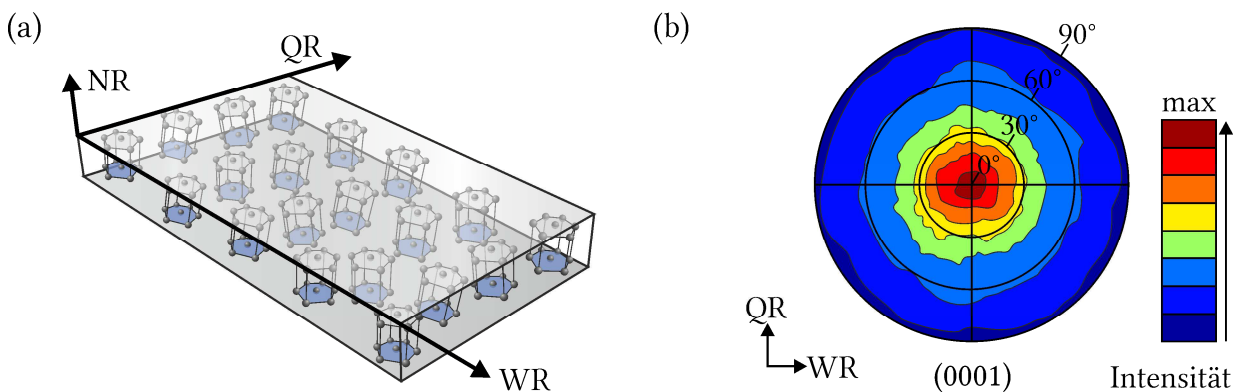 (a)
QR
NR
WR
(b)
90°
60°
30°
0°
QR
WR
(0001)
max
Intensität